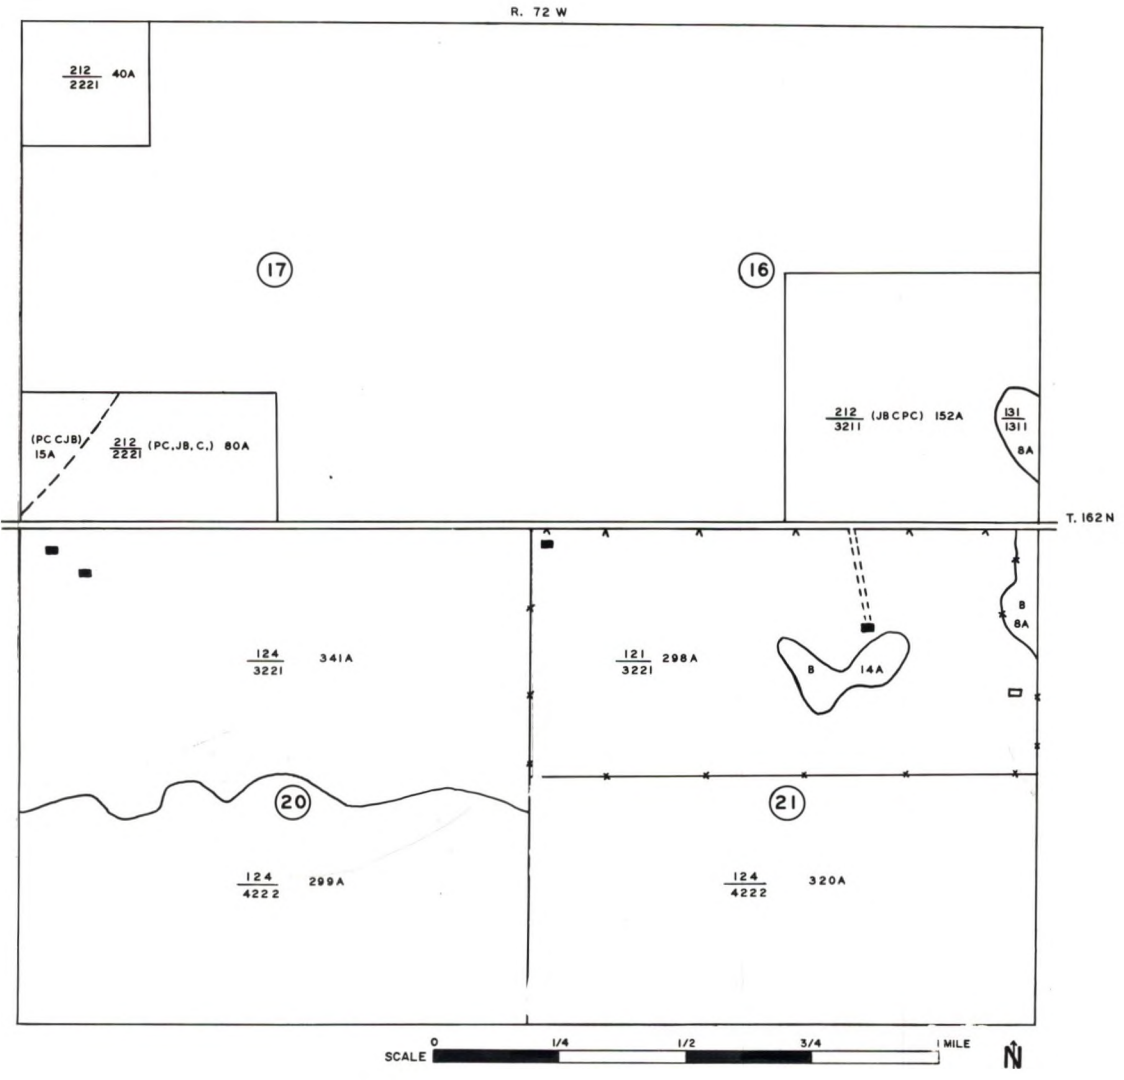 R. 72 W
212 40A
2221
17
16
212 (JBCPC) 152A
3211
131
1311
8A
(PC CJB)
15A
212 (PC,JB,C,) 80A
2221
T. 162 N
B
8A
124 341A
3221
121 298A
3221
B 14A
20
21
124 299A
4222
124 320A
4222
0 1/4 1/2 3/4 1 MILE
SCALE
N